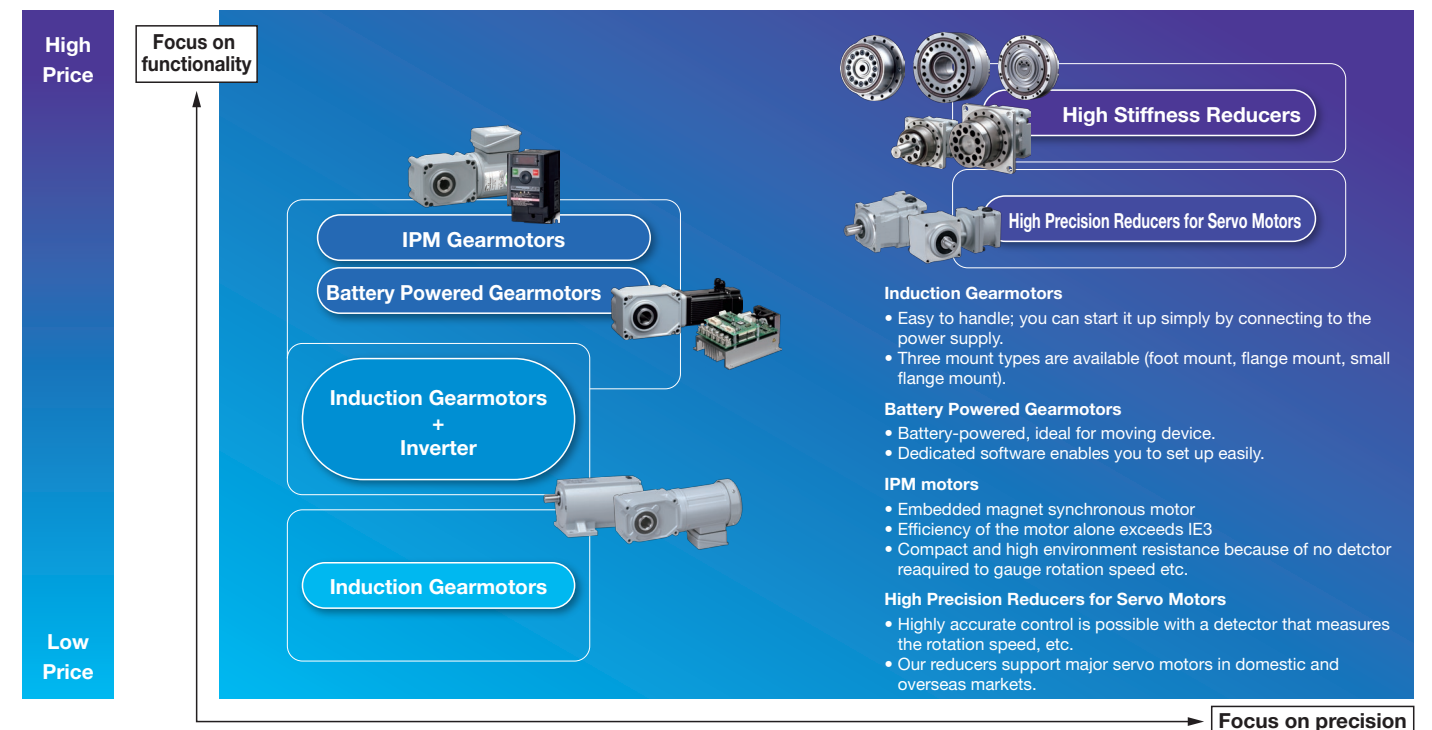 High
Price
Focus on
functionality
High Stiffness Reducers
High Precision Reducers for Servo Motors
IPM Gearmotors
Battery Powered Gearmotors
Induction Gearmotors
+
Inverter
Induction Gearmotors
Induction Gearmotors
• Easy to handle; you can start it up simply by connecting to the
power supply.
• Three mount types are available (foot mount, flange mount, small
flange mount).
Battery Powered Gearmotors
• Battery-powered, ideal for moving device.
• Dedicated software enables you to set up easily.
IPM motors
• Embedded magnet synchronous motor
• Efficiency of the motor alone exceeds IE3
• Compact and high environment resistance because of no detctor
reaquired to gauge rotation speed etc.
High Precision Reducers for Servo Motors
• Highly accurate control is possible with a detector that measures
the rotation speed, etc.
• Our reducers support major servo motors in domestic and
overseas markets.
Low
Price
Focus on precision